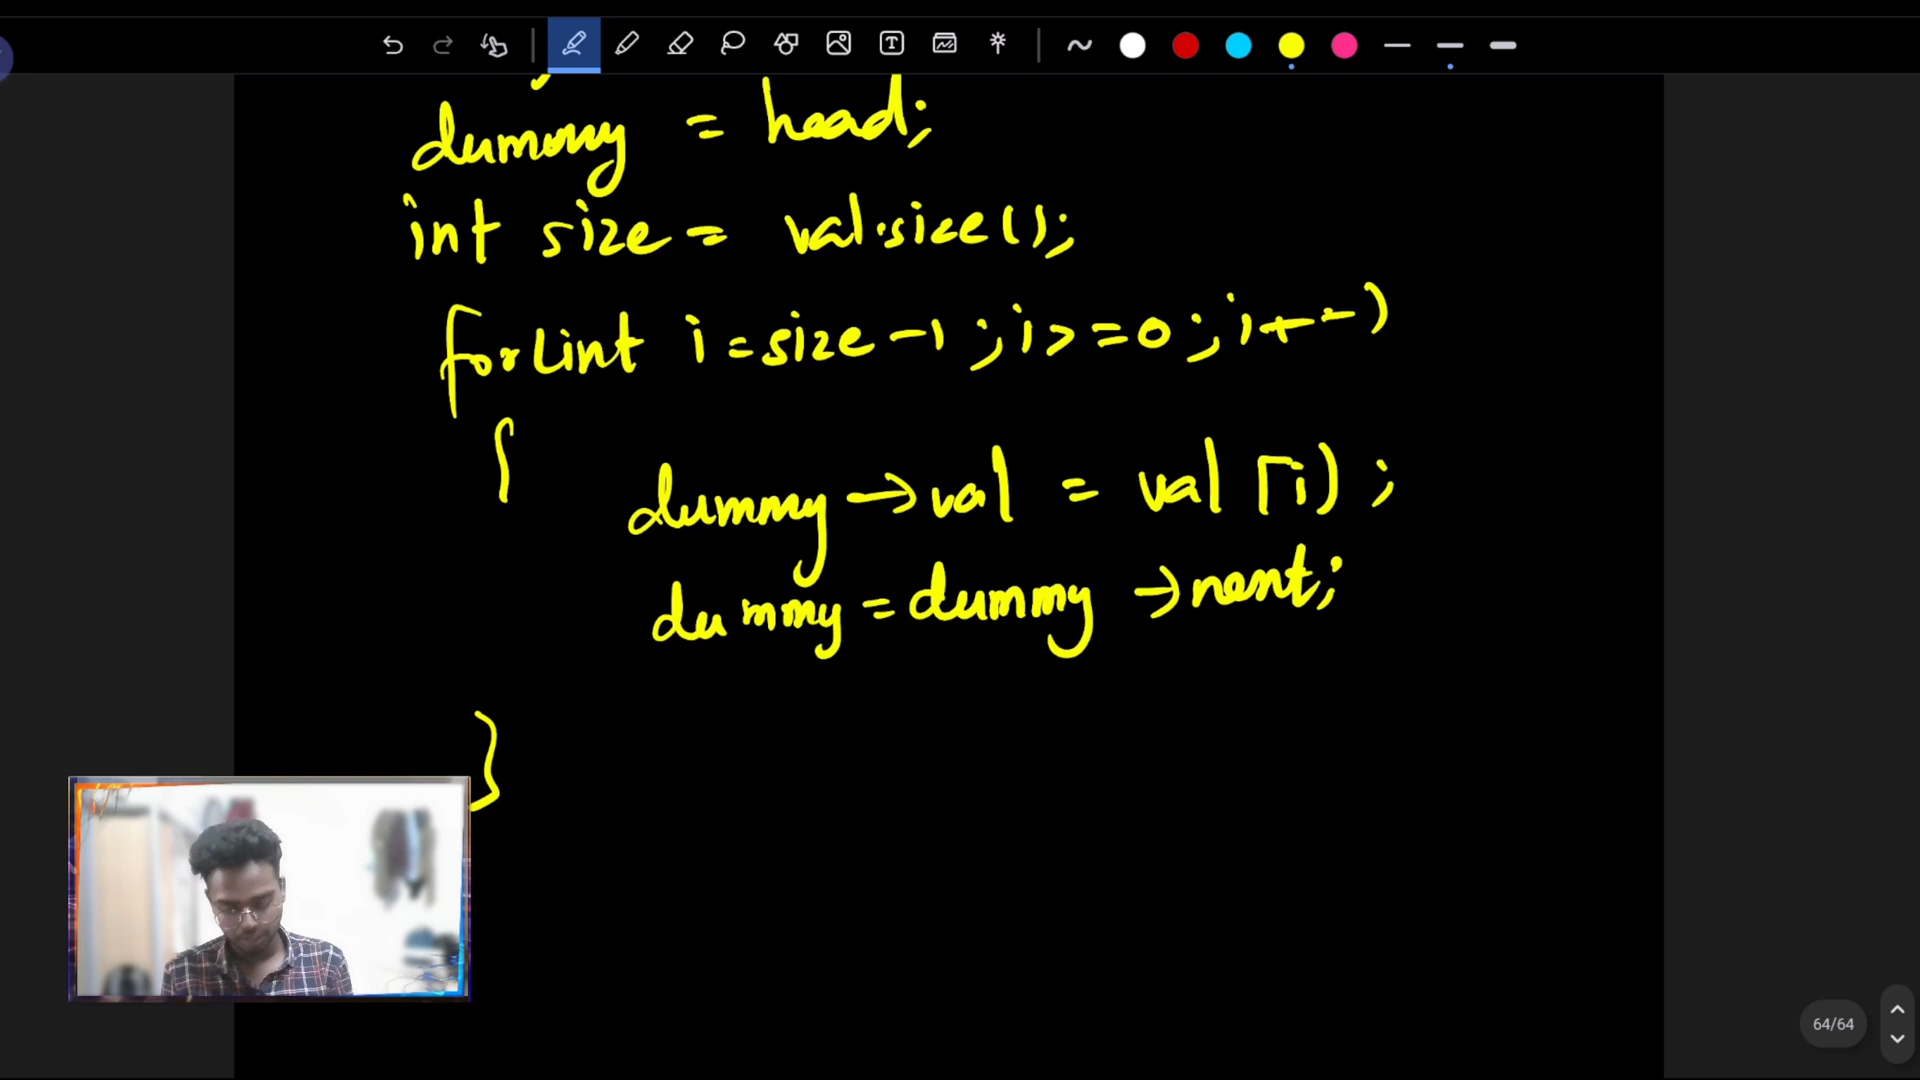 dummy = head;
int size = val.size();
for(int i=size-1;i>=0;i+--)
{
dummy→val = val[i);
dummy=dummy→next;
}
64/64